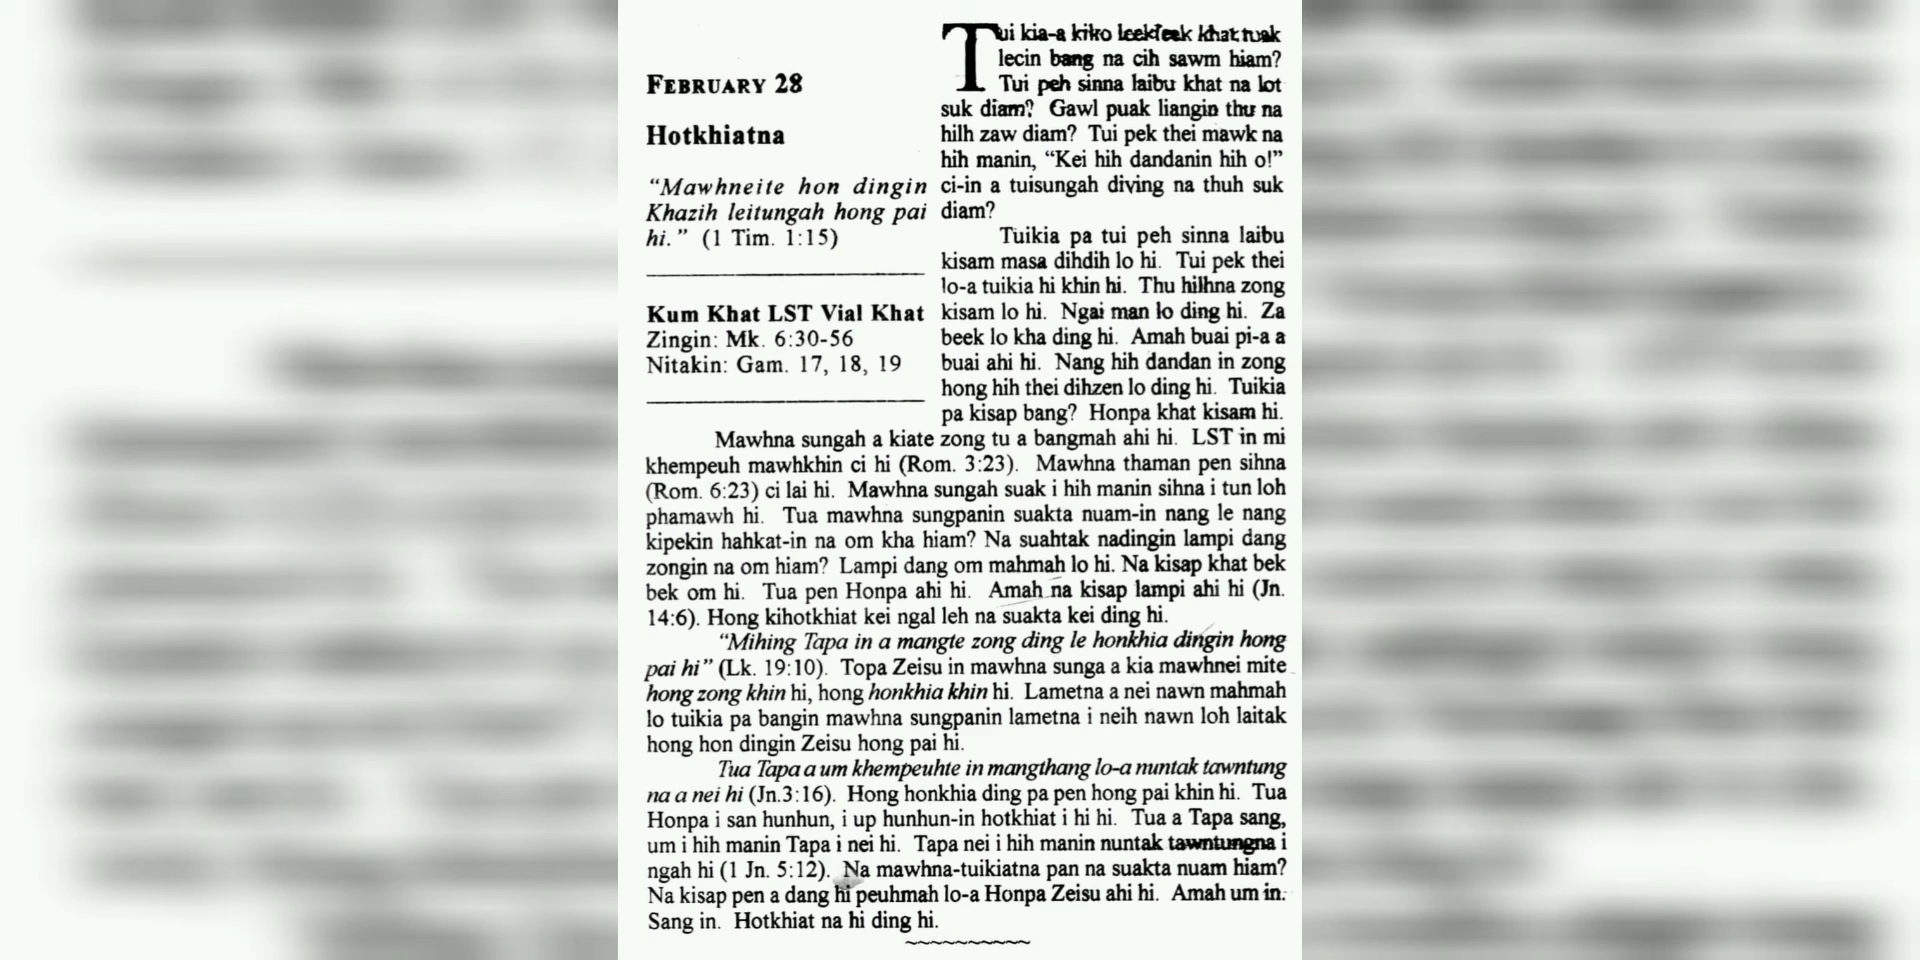 FEBRUARY 28
Hotkhiatna
“Mawhneite hon dingin
Khazih leitungah hong pai
hi.” (1 Tim. 1:15)
Kum Khat LST Vial Khat
Zingin: Mk. 6:30-56
Nitakin: Gam. 17, 18, 19
Tui kia-a kiko leekleek khat tuak
lecin bang na cih sawm hiam?
Tui peh sinna laibu khat na lot
suk diam? Gawl puak liangin thu na
hilh zaw diam? Tui pek thei mawk na
hih manin, “Kei hih dandanin hih o!”
ci-in a tuisungah diving na thuh suk
diam?
Tuikia pa tui peh sinna laibu
kisam masa dihdih lo hi. Tui pek thei
lo-a tuikia hi khin hi. Thu hilhna zong
kisam lo hi. Ngai man lo ding hi. Za
beek lo kha ding hi. Amah buai pi-a a
buai ahi hi. Nang hih dandan in zong
hong hih thei dihzen lo ding hi. Tuikia
pa kisap bang? Honpa khat kisam hi.
Mawhna sungah a kiate zong tu a bangmah ahi hi. LST in mi
khempeuh mawhkhin ci hi (Rom. 3:23). Mawhna thaman pen sihna
(Rom. 6:23) ci lai hi. Mawhna sungah suak i hih manin sihna i tun loh
phamawh hi. Tua mawhna sungpanin suakta nuam-in nang le nang
kipekin hahkat-in na om kha hiam? Na suahtak nadingin lampi dang
zongin na om hiam? Lampi dang om mahmah lo hi. Na kisap khat bek
bek om hi. Tua pen Honpa ahi hi. Amah na kisap lampi ahi hi (Jn.
14:6). Hong kihotkhiat kei ngal leh na suakta kei ding hi.
“Mihing Tapa in a mangte zong ding le honkhia dingin hong
pai hi” (Lk. 19:10). Topa Zeisu in mawhna sunga a kia mawhnei mite
hong zong khin hi, hong honkhia khin hi. Lametna a nei nawn mahmah
lo tuikia pa bangin mawhna sungpanin lametna i neih nawn loh laitak
hong hon dingin Zeisu hong pai hi.
Tua Tapa a um khempeuhte in mangthang lo-a nuntak tawntung
na a nei hi (Jn.3:16). Hong honkhia ding pa pen hong pai khin hi. Tua
Honpa i san hunhun, i up hunhun-in hotkhiat i hi hi. Tua a Tapa sang,
um i hih manin Tapa i nei hi. Tapa nei i hih manin nuntak tawntungna i
ngah hi (1 Jn. 5:12). Na mawhna-tuikiatna pan na suakta nuam hiam?
Na kisap pen a dang hi peuhmah lo-a Honpa Zeisu ahi hi. Amah um in.
Sang in. Hotkhiat na hi ding hi.
~~~~~~~~~~